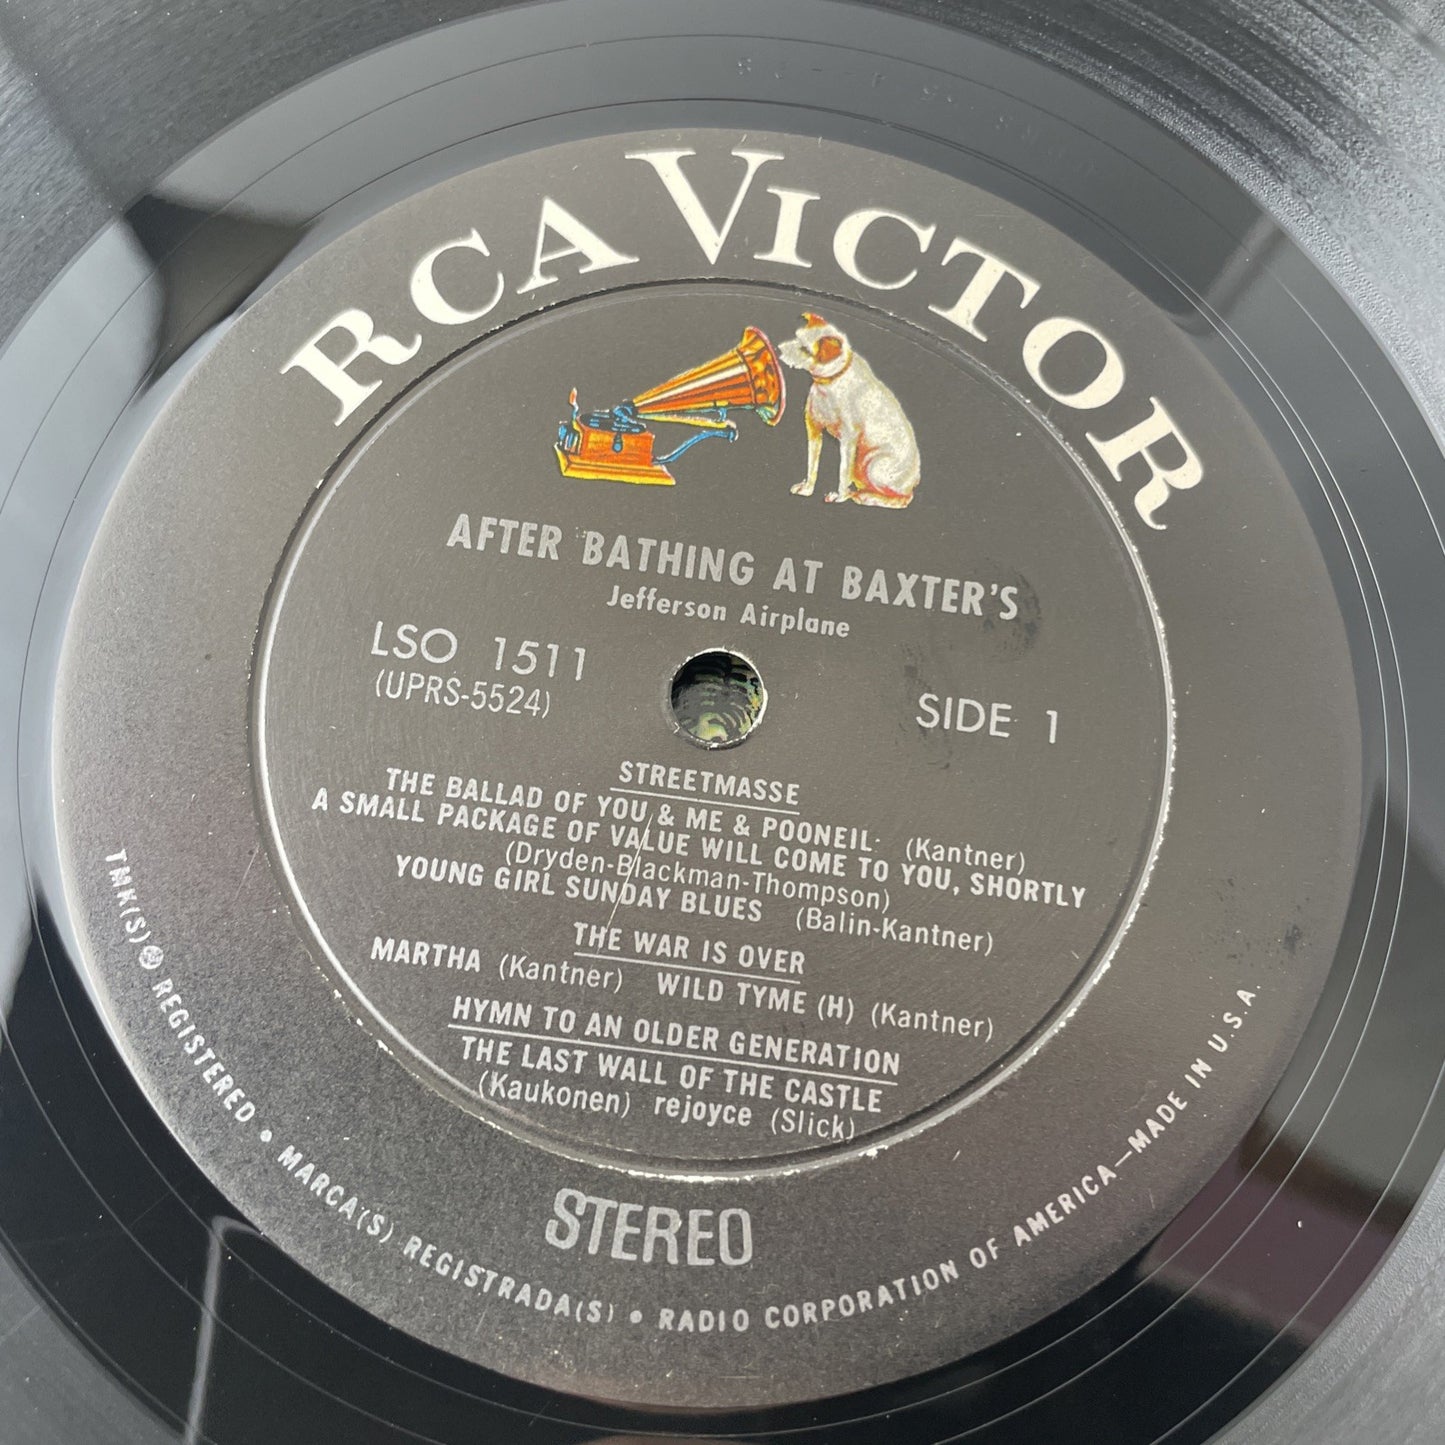 RCA VICTOR
AFTER BATHING AT BAXTER'S
Jefferson Airplane
LSO 1511
(UPRS-5524)
SIDE 1
STREETMASSE
THE BALLAD OF YOU & ME & POONEIL (Kantner)
A SMALL PACKAGE OF VALUE WILL COME TO YOU, SHORTLY
(Dryden-Blackman-Thompson)
YOUNG GIRL SUNDAY BLUES (Balin-Kantner)
THE WAR IS OVER
MARTHA (Kantner) WILD TYME (H) (Kantner)
HYMN TO AN OLDER GENERATION
THE LAST WALL OF THE CASTLE
(Kaukonen) rejoyce (Slick)
STEREO
TMK(S) ® REGISTERED • MARCA(S) REGISTRADA(S) • RADIO CORPORATION OF AMERICA—MADE IN U.S.A.